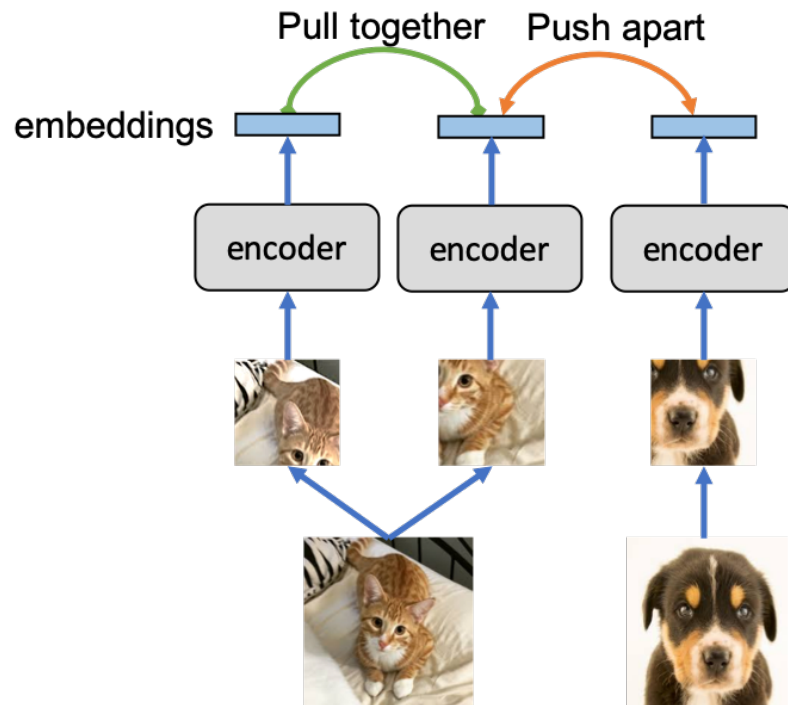 Pull together
Push apart
embeddings
encoder
encoder
encoder